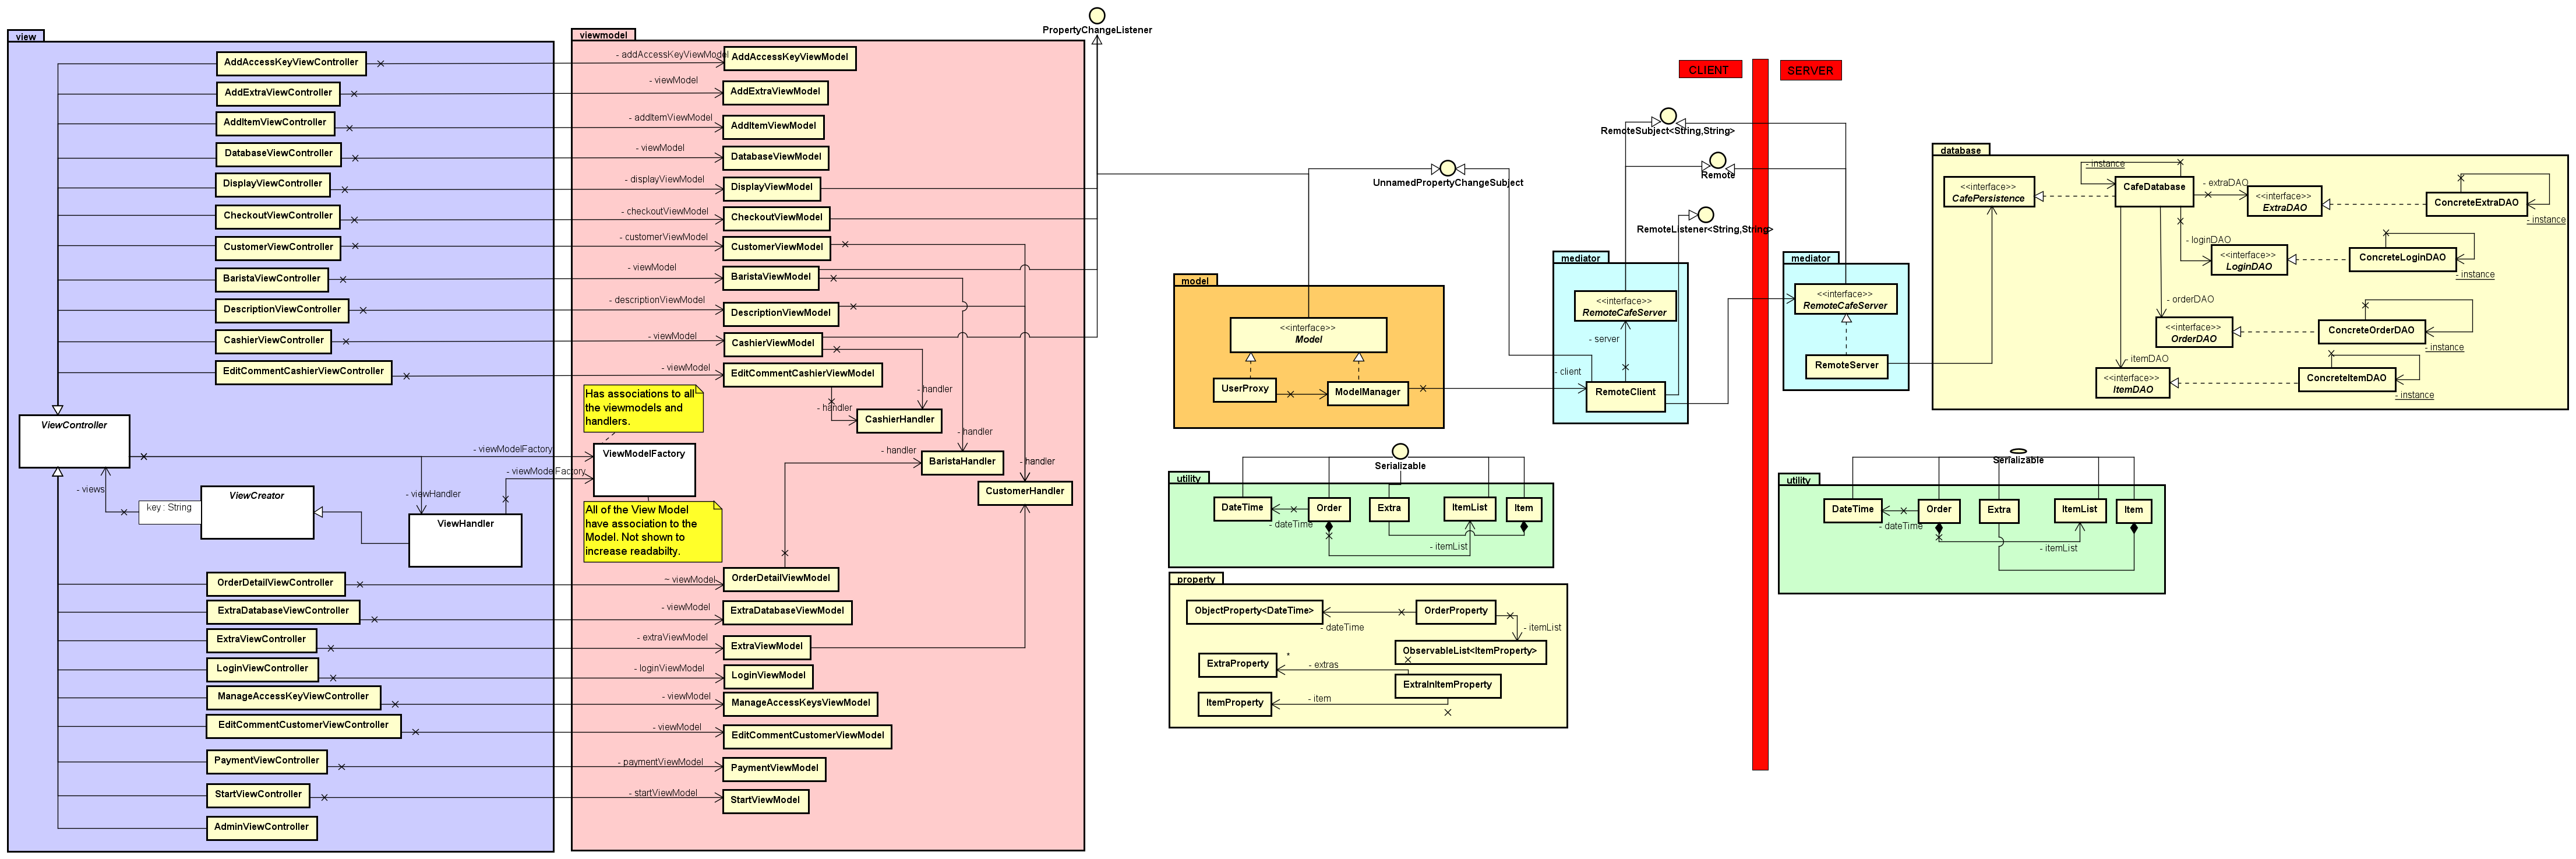 view
AddAccessKeyViewController
AddExtraViewController
AddItemViewController
DatabaseViewController
DisplayViewController
CheckoutViewController
CustomerViewController
BaristaViewController
DescriptionViewController
CashierViewController
EditCommentCashierViewController
ViewController
- views
key : String
ViewCreator
- viewHandler
ViewHandler
- viewModelFactory
- viewModelFactory
OrderDetailViewController
ExtraDatabaseViewController
ExtraViewController
LoginViewController
ManageAccessKeyViewController
EditCommentCustomerViewController
PaymentViewController
StartViewController
AdminViewController
viewmodel
- addAccessKeyViewModel
AddAccessKeyViewModel
- viewModel
AddExtraViewModel
- addItemViewModel
AddItemViewModel
- viewModel
DatabaseViewModel
- displayViewModel
DisplayViewModel
- checkoutViewModel
CheckoutViewModel
- customerViewModel
CustomerViewModel
- viewModel
BaristaViewModel
- descriptionViewModel
DescriptionViewModel
- viewModel
CashierViewModel
- viewModel
EditCommentCashierViewModel
Has associations to all
the viewmodels and
handlers.
- handler
- handler
CashierHandler
- handler
- handler
BaristaHandler
- handler
CustomerHandler
ViewModelFactory
All of the View Model
have association to the
Model. Not shown to
increase readabilty.
~ viewModel
OrderDetailViewModel
- viewModel
ExtraDatabaseViewModel
- extraViewModel
ExtraViewModel
- loginViewModel
LoginViewModel
- viewModel
ManageAccessKeysViewModel
- viewModel
EditCommentCustomerViewModel
- paymentViewModel
PaymentViewModel
- startViewModel
StartViewModel
PropertyChangeListener
UnnamedPropertyChangeSubject
model
<<interface>>
Model
UserProxy
ModelManager
Serializable
utility
DateTime
- dateTime
Order
Extra
ItemList
Item
- itemList
property
ObjectProperty<DateTime>
- dateTime
OrderProperty
- itemList
ObservableList<ItemProperty>
ExtraProperty
*
- extras
ExtraInItemProperty
ItemProperty
- item
CLIENT
SERVER
RemoteSubject<String,String>
Remote
RemoteListener<String,String>
mediator
<<interface>>
RemoteCafeServer
- server
- client
RemoteClient
mediator
<<interface>>
RemoteCafeServer
RemoteServer
database
<<interface>>
CafePersistence
- instance
CafeDatabase
- extraDAO
<<interface>>
ExtraDAO
ConcreteExtraDAO
- instance
- loginDAO
<<interface>>
LoginDAO
ConcreteLoginDAO
- instance
- orderDAO
<<interface>>
OrderDAO
ConcreteOrderDAO
- instance
- itemDAO
<<interface>>
ItemDAO
ConcreteItemDAO
- instance
Serializable
utility
DateTime
- dateTime
Order
Extra
ItemList
Item
- itemList